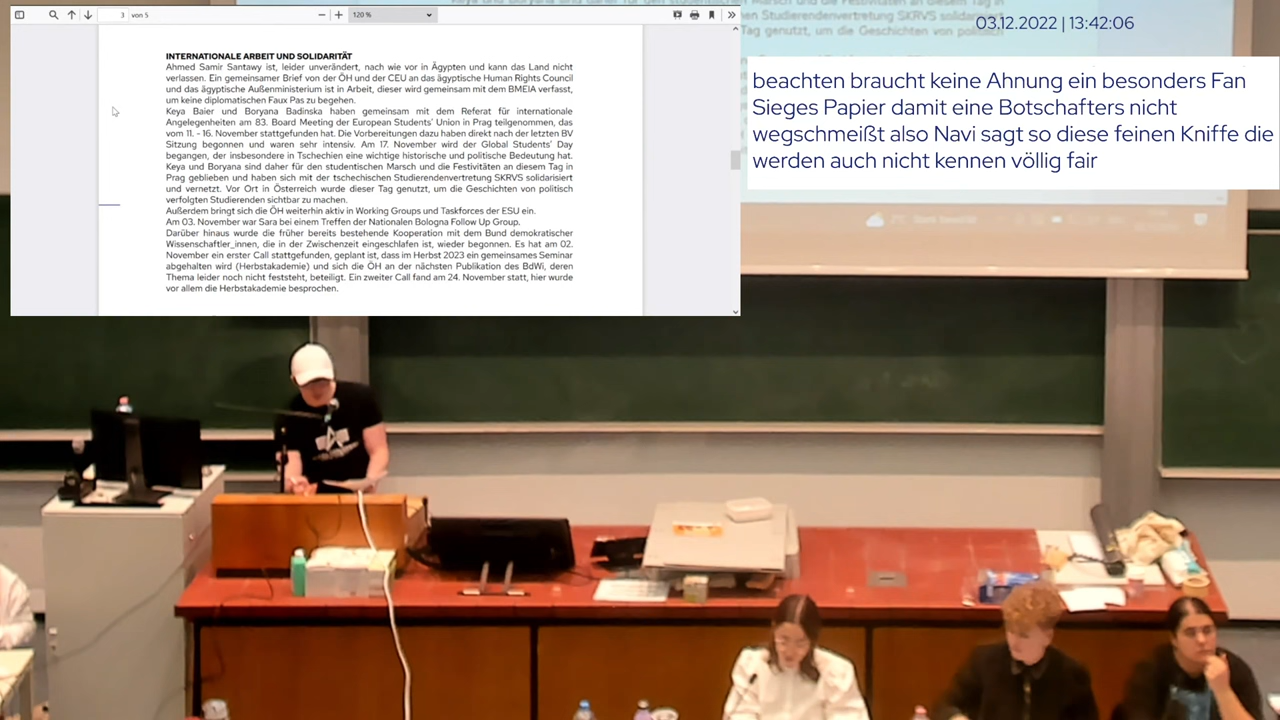 3 von 5
120 %
INTERNATIONALE ARBEIT UND SOLIDARITÄT
Ahmed Samir Santawy ist, leider unverändert, nach wie vor in Ägypten und kann das Land nicht
verlassen. Ein gemeinsamer Brief von der ÖH und der CEU an das ägyptische Human Rights Council
und das ägyptische Außenministerium ist in Arbeit, dieser wird gemeinsam mit dem BMEIA verfasst,
um keine diplomatischen Faux Pas zu begehen.
Keya Baier und Boryana Badinska haben gemeinsam mit dem Referat für internationale
Angelegenheiten am 83. Board Meeting der European Students' Union in Prag teilgenommen, das
vom 11. - 16. November stattgefunden hat. Die Vorbereitungen dazu haben direkt nach der letzten BV
Sitzung begonnen und waren sehr intensiv. Am 17. November wird der Global Students' Day
begangen, der insbesondere in Tschechien eine wichtige historische und politische Bedeutung hat.
Keya und Boryana sind daher für den studentischen Marsch und die Festivitäten an diesem Tag in
Prag geblieben und haben sich mit der tschechischen Studierendenvertretung SKRVS solidarisiert
und vernetzt. Vor Ort in Österreich wurde dieser Tag genutzt, um die Geschichten von politisch
verfolgten Studierenden sichtbar zu machen.
Außerdem bringt sich die ÖH weiterhin aktiv in Working Groups und Taskforces der ESU ein.
Am 03. November war Sara bei einem Treffen der Nationalen Bologna Follow Up Group.
Darüber hinaus wurde die früher bereits bestehende Kooperation mit dem Bund demokratischer
Wissenschaftler_innen, die in der Zwischenzeit eingeschlafen ist, wieder begonnen. Es hat am 02.
November ein erster Call stattgefunden, geplant ist, dass im Herbst 2023 ein gemeinsames Seminar
abgehalten wird (Herbstakademie) und sich die ÖH an der nächsten Publikation des BdWi, deren
Thema leider noch nicht feststeht, beteiligt. Ein zweiter Call fand am 24. November statt, hier wurde
vor allem die Herbstakademie besprochen.
03.12.2022 | 13:42:06
beachten braucht keine Ahnung ein besonders Fan
Sieges Papier damit eine Botschafters nicht
wegschmeißt also Navi sagt so diese feinen Kniffe die
werden auch nicht kennen völlig fair